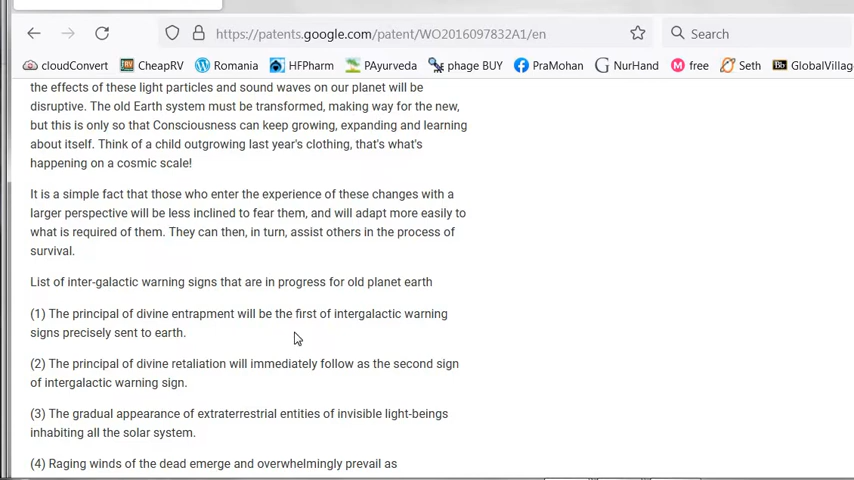 https://patents.google.com/patent/WO2016097832A1/en
Search
cloudConvert CheapRV Romania HFPharm PAyurveda phage BUY PraMohan NurHand free Seth GlobalVillag
the effects of these light particles and sound waves on our planet will be
disruptive. The old Earth system must be transformed, making way for the new,
but this is only so that Consciousness can keep growing, expanding and learning
about itself. Think of a child outgrowing last year's clothing, that's what's
happening on a cosmic scale!
It is a simple fact that those who enter the experience of these changes with a
larger perspective will be less inclined to fear them, and will adapt more easily to
what is required of them. They can then, in turn, assist others in the process of
survival.
List of inter-galactic warning signs that are in progress for old planet earth
(1) The principal of divine entrapment will be the first of intergalactic warning
signs precisely sent to earth.
(2) The principal of divine retaliation will immediately follow as the second sign
of intergalactic warning sign.
(3) The gradual appearance of extraterrestrial entities of invisible light-beings
inhabiting all the solar system.
(4) Raging winds of the dead emerge and overwhelmingly prevail as